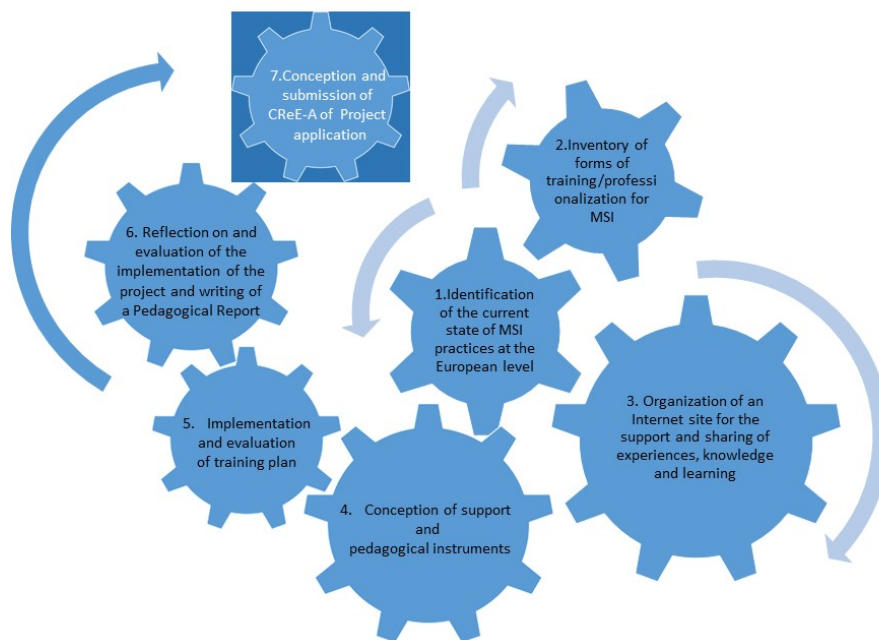 7.Conception and
submission of
CReE-A of Project
application
2.Inventory of
forms of
training/professi
onalization for
MSI
6. Reflection on and
evaluation of the
implementation of the
project and writing of
a Pedagogical Report
1.Identification
of the current
state of MSI
practices at the
European level
3. Organization of an
Internet site for the
support and sharing of
experiences, knowledge
and learning
5. Implementation
and evaluation
of training plan
4. Conception of support
and
pedagogical instruments